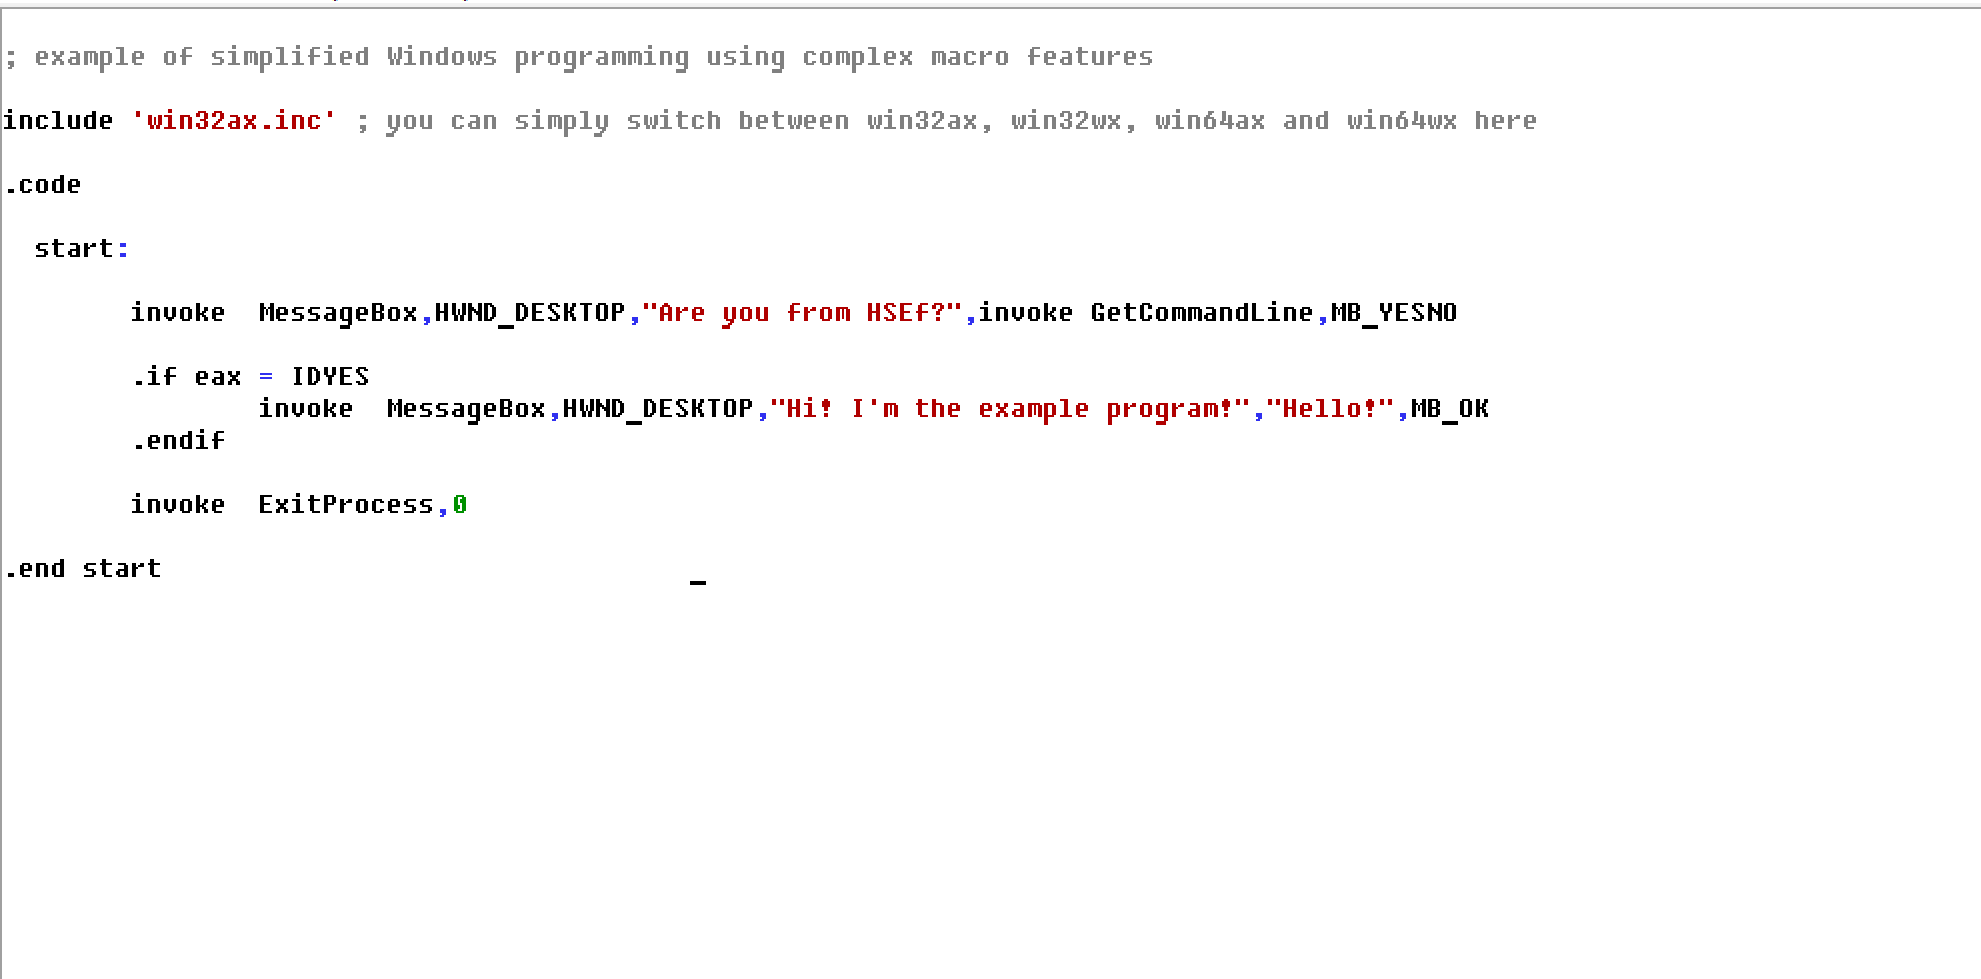 ; example of simplified Windows programming using complex macro features
include 'win32ax.inc' ; you can simply switch between win32ax, win32wx, win64ax and win64wx here
.code
start:
invoke  MessageBox,HWND_DESKTOP,"Are you from HSEf?",invoke GetCommandLine,MB_YESNO
.if eax = IDYES
invoke  MessageBox,HWND_DESKTOP,"Hi! I'm the example program!","Hello!",MB_OK
.endif
invoke  ExitProcess,0
.end start